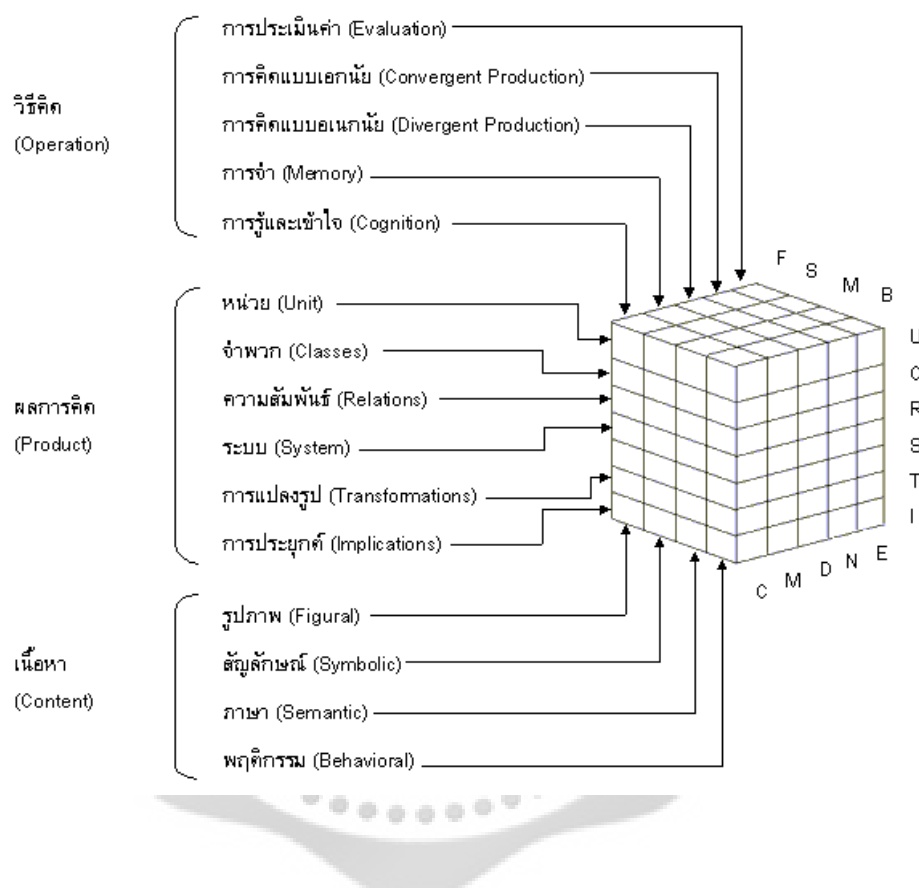 การประเมินค่า (Evaluation)
การคิดแบบเอกนัย (Convergent Production)
วิธีคิด
(Operation)
การคิดแบบอเนกนัย (Divergent Production)
การจำ (Memory)
การรู้และเข้าใจ (Cognition)
F
S
M
B
หน่วย (Unit)
จำพวก (Classes)
ผลการคิด
(Product)
ความสัมพันธ์ (Relations)
ระบบ (System)
การแปลงรูป (Transformations)
การประยุกต์ (Implications)
U
C
R
S
T
I
C M D N E
รูปภาพ (Figural)
เนื้อหา
(Content)
สัญลักษณ์ (Symbolic)
ภาษา (Semantic)
พฤติกรรม (Behavioral)